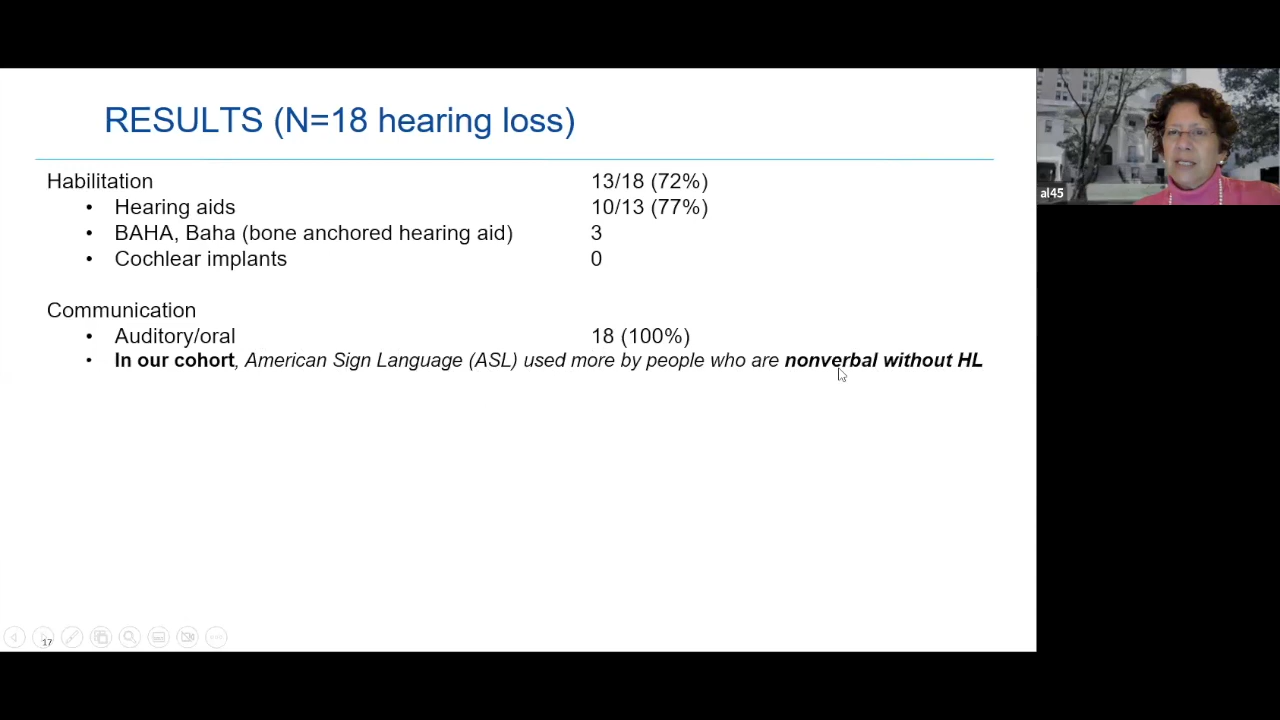 RESULTS (N=18 hearing loss)
al45
Habilitation 13/18 (72%)
• Hearing aids 10/13 (77%)
• BAHA, Baha (bone anchored hearing aid) 3
• Cochlear implants 0
Communication
• Auditory/oral 18 (100%)
• In our cohort, American Sign Language (ASL) used more by people who are nonverbal without HL
17